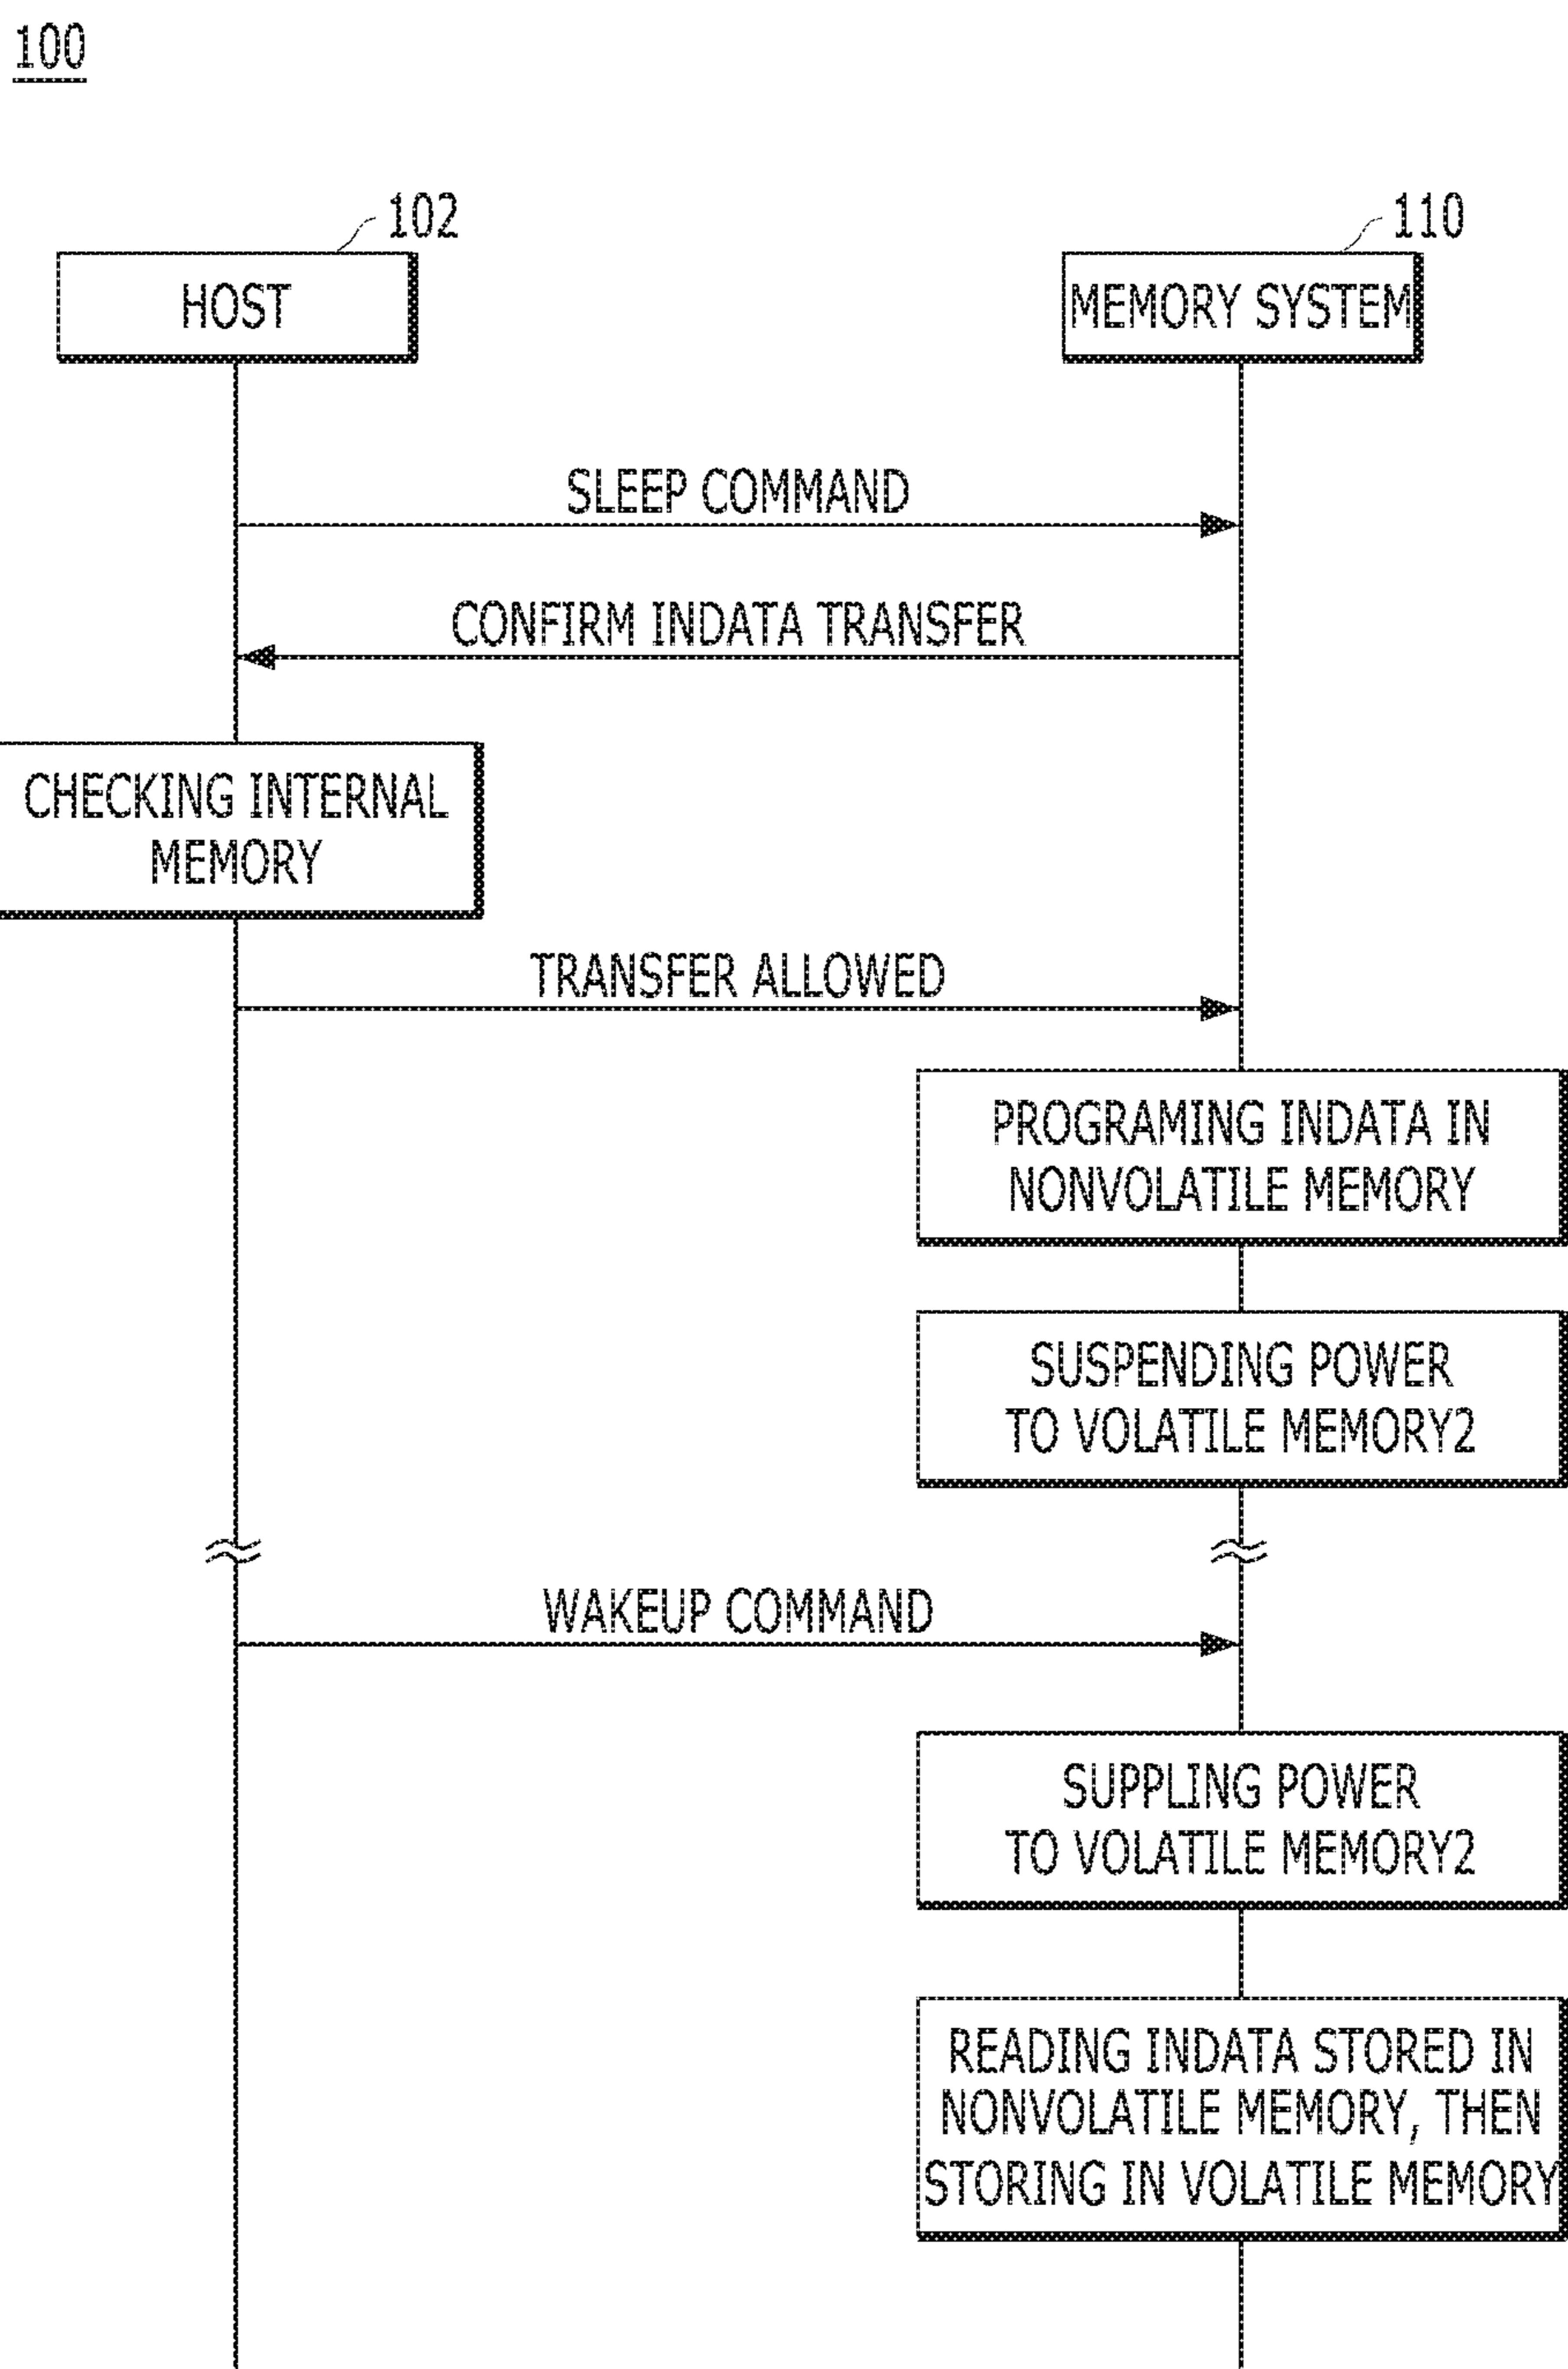 100
102
110
HOST
MEMORY SYSTEM
SLEEP COMMAND
CONFIRM INDATA TRANSFER
CHECKING INTERNAL
MEMORY
TRANSFER ALLOWED
PROGRAMING INDATA IN
NONVOLATILE MEMORY
SUSPENDING POWER
TO VOLATILE MEMORY2
WAKEUP COMMAND
SUPPLING POWER
TO VOLATILE MEMORY2
READING INDATA STORED IN
NONVOLATILE MEMORY, THEN
STORING IN VOLATILE MEMORY